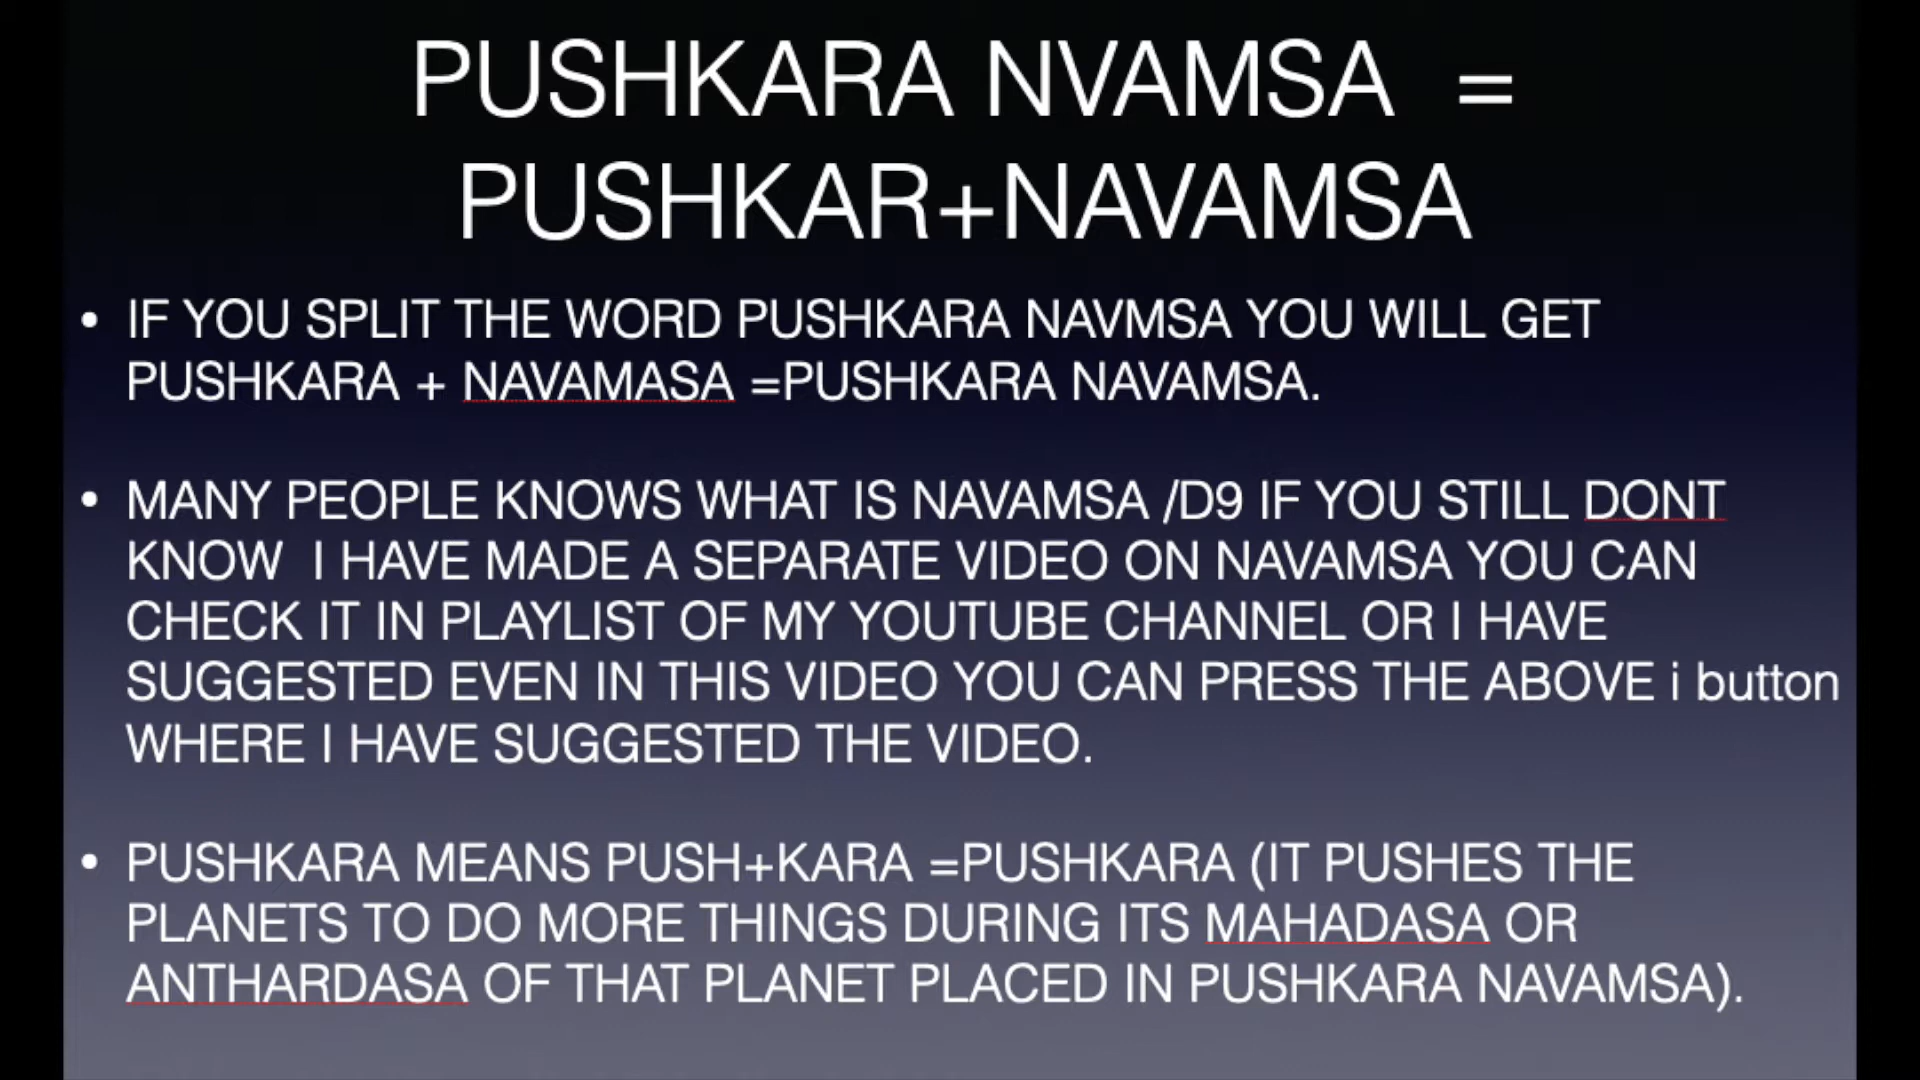 PUSHKARA NVAMSA =
PUSHKAR+NAVAMSA
• IF YOU SPLIT THE WORD PUSHKARA NAVMSA YOU WILL GET
PUSHKARA + NAVAMASA =PUSHKARA NAVAMSA.
• MANY PEOPLE KNOWS WHAT IS NAVAMSA /D9 IF YOU STILL DONT
KNOW I HAVE MADE A SEPARATE VIDEO ON NAVAMSA YOU CAN
CHECK IT IN PLAYLIST OF MY YOUTUBE CHANNEL OR I HAVE
SUGGESTED EVEN IN THIS VIDEO YOU CAN PRESS THE ABOVE i button
WHERE I HAVE SUGGESTED THE VIDEO.
• PUSHKARA MEANS PUSH+KARA =PUSHKARA (IT PUSHES THE
PLANETS TO DO MORE THINGS DURING ITS MAHADASA OR
ANTHARDASA OF THAT PLANET PLACED IN PUSHKARA NAVAMSA).